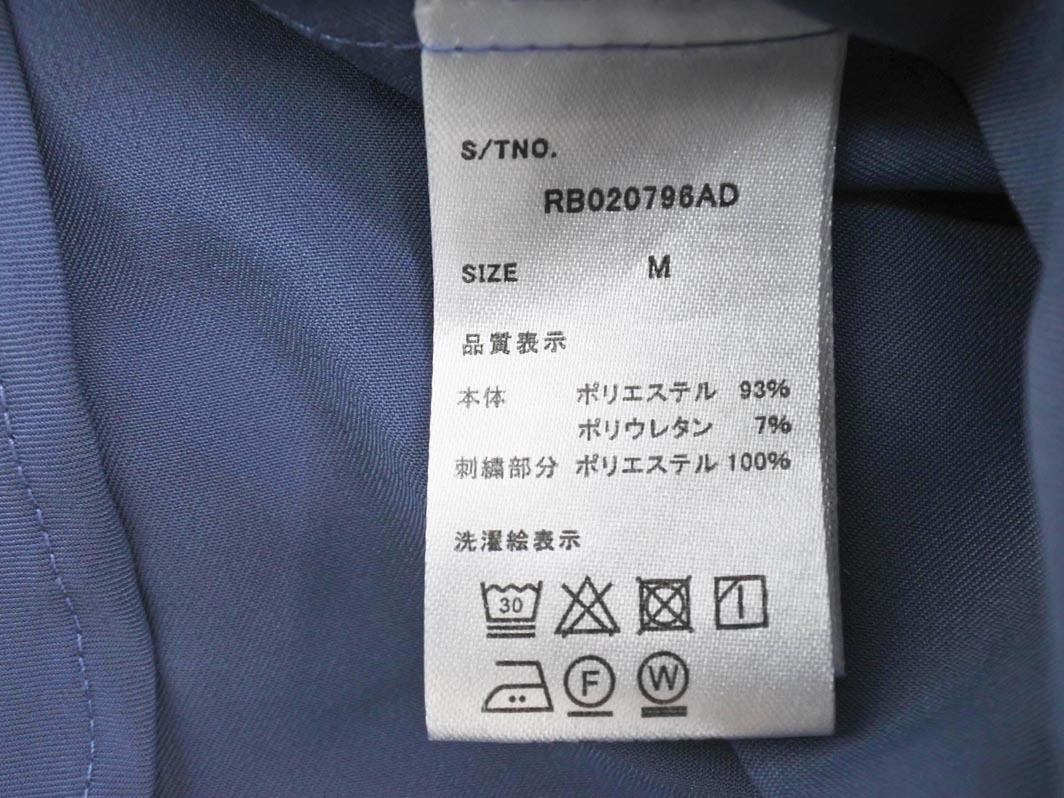 S/TNO.
RB020796AD
SIZE M
品質表示
本体 ポリエステル 93%
ポリウレタン 7%
刺繍部分 ポリエステル 100%
洗濯絵表示
30
F W